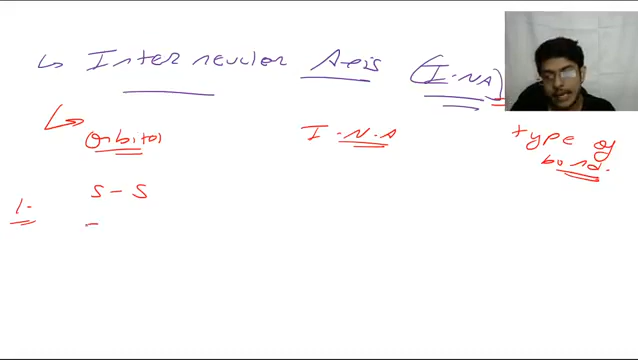 ↳ Inter neucler Axis (I-NA)
Orbital I-N-A type of bond.
1- S-S